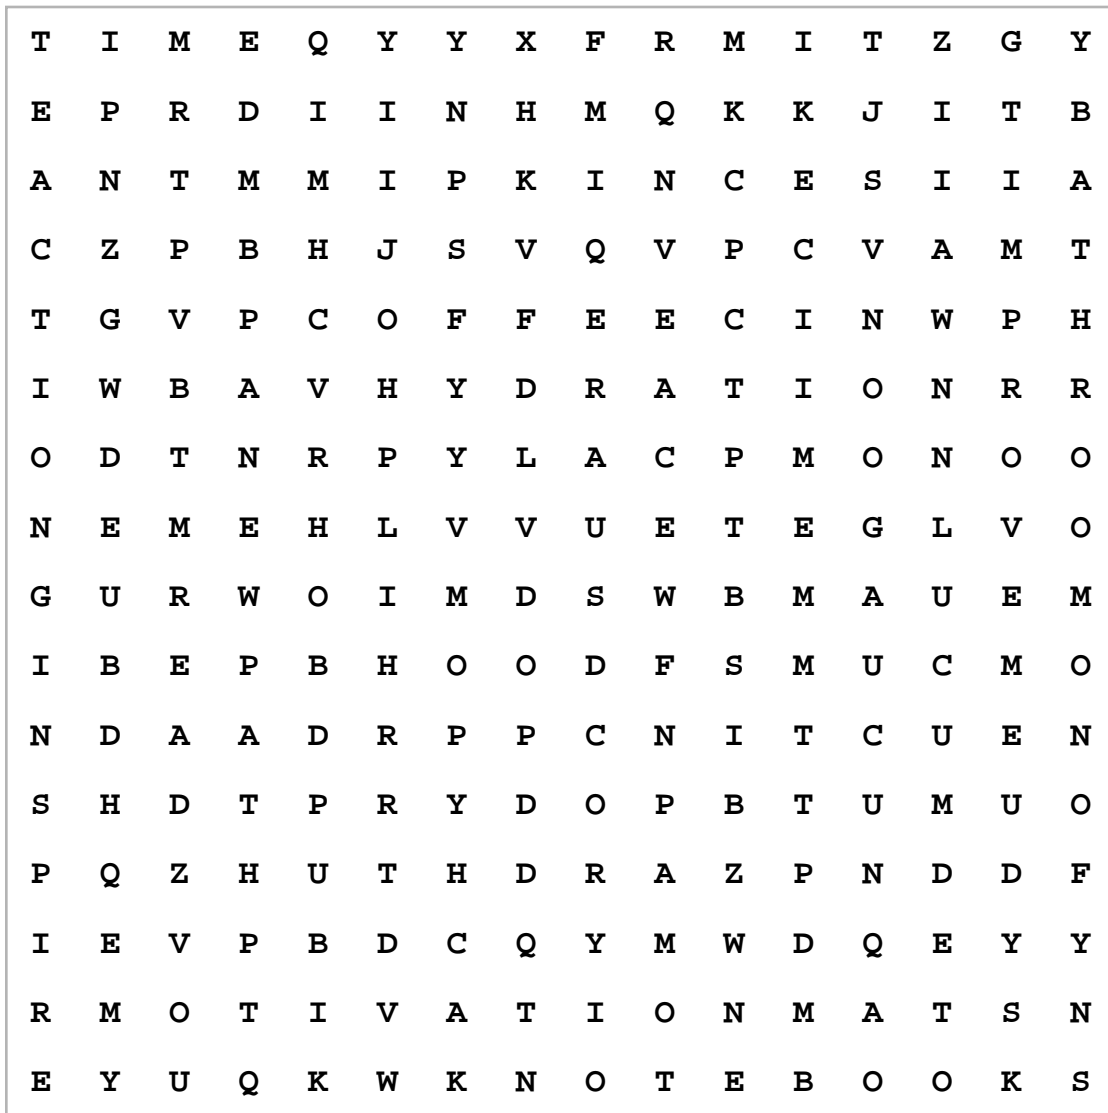 T I M E Q Y Y X F R M I T Z G Y
E P R D I I N H M Q K K J I T B
A N T M M I P K I N C E S I I A
C Z P B H J S V Q V P C V A M T
T G V P C O F F E E C I N W P H
I W B A V H Y D R A T I O N R R
O D T N R P Y L A C P M O N O O
N E M E H L V V U E T E G L V O
G U R W O I M D S W B M A U E M
I B E P B H O O D F S M U C M O
N D A A D R P P C N I T C U E N
S H D T P R Y D O P B T U M U O
P Q Z H U T H D R A Z P N D D F
I E V P B D C Q Y M W D Q E Y Y
R M O T I V A T I O N M A T S N
E Y U Q K W K N O T E B O O K S